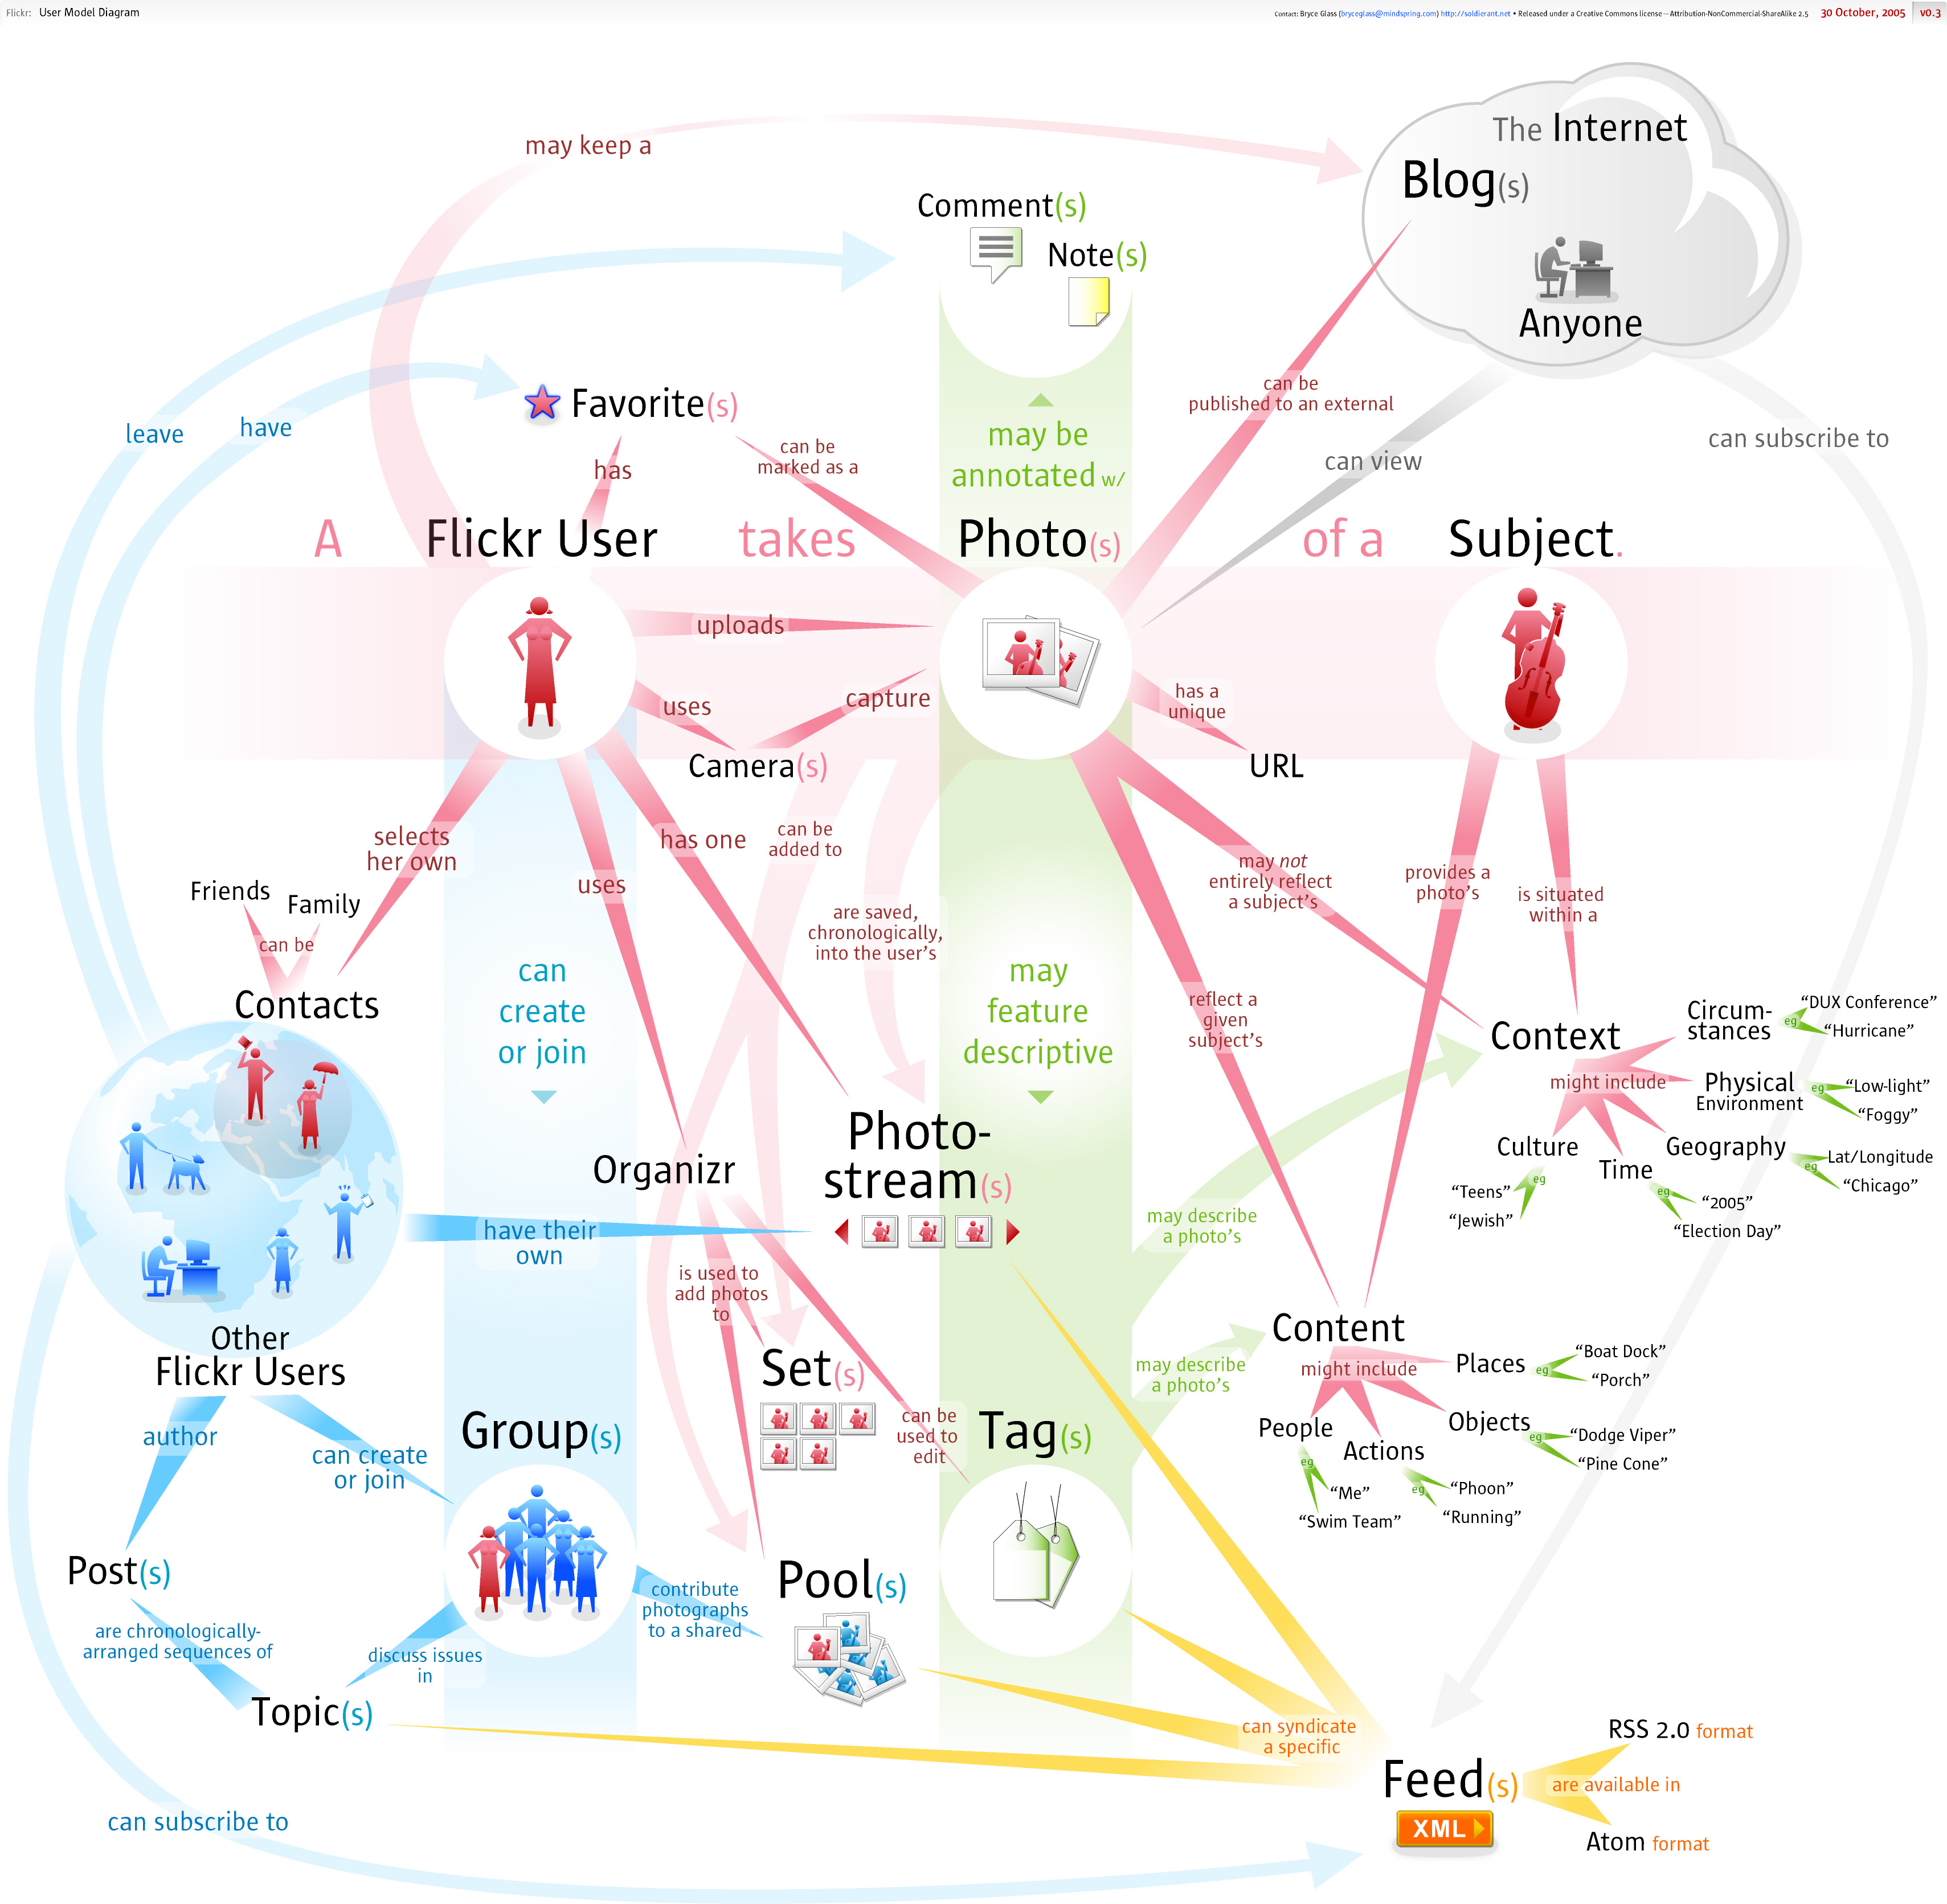 Flickr: User Model Diagram
Contact: Bryce Glass (bryceglass@mindspring.com) http://soldierant.net • Released under a Creative Commons license—Attribution-NonCommercial-ShareAlike 2.5 30 October, 2005 v0.3
The Internet
may keep a
Blog(s)
Comment(s)
Note(s)
Anyone
can be
published to an external
Favorite(s)
leave
have
may be
annotated w/
can be
marked as a
can view
can subscribe to
has
A Flickr User takes Photo(s) of a Subject.
uploads
uses
capture
has a
unique
Camera(s)
URL
selects
her own
has one
can be
added to
may not
entirely reflect
a subject's
provides a
photo's
is situated
within a
uses
Friends
Family
can be
are saved,
chronologically,
into the user's
Contacts
can
create
or join
may
feature
descriptive
reflect a
given
subject's
Context
might include
Circum-
stances
eg
“DUX Conference”
“Hurricane”
Physical
Environment
eg
“Low-light”
“Foggy”
Geography
eg
Lat/Longitude
“Chicago”
Time
eg
“2005”
“Election Day”
Culture
eg
“Teens”
“Jewish”
Photo-
stream(s)
Organizr
have their
own
may describe
a photo's
is used to
add photos
to
Other
Flickr Users
Set(s)
can be
used to
edit
may describe
a photo's
Content
might include
Places
eg
“Boat Dock”
“Porch”
Objects
eg
“Dodge Viper”
“Pine Cone”
Actions
eg
“Phoon”
“Running”
People
eg
“Me”
“Swim Team”
author
can create
or join
Group(s)
Tag(s)
Post(s)
contribute
photographs
to a shared
Pool(s)
are chronologically-
arranged sequences of
discuss issues
in
Topic(s)
can syndicate
a specific
Feed(s)
XML
are available in
RSS 2.0 format
Atom format
can subscribe to